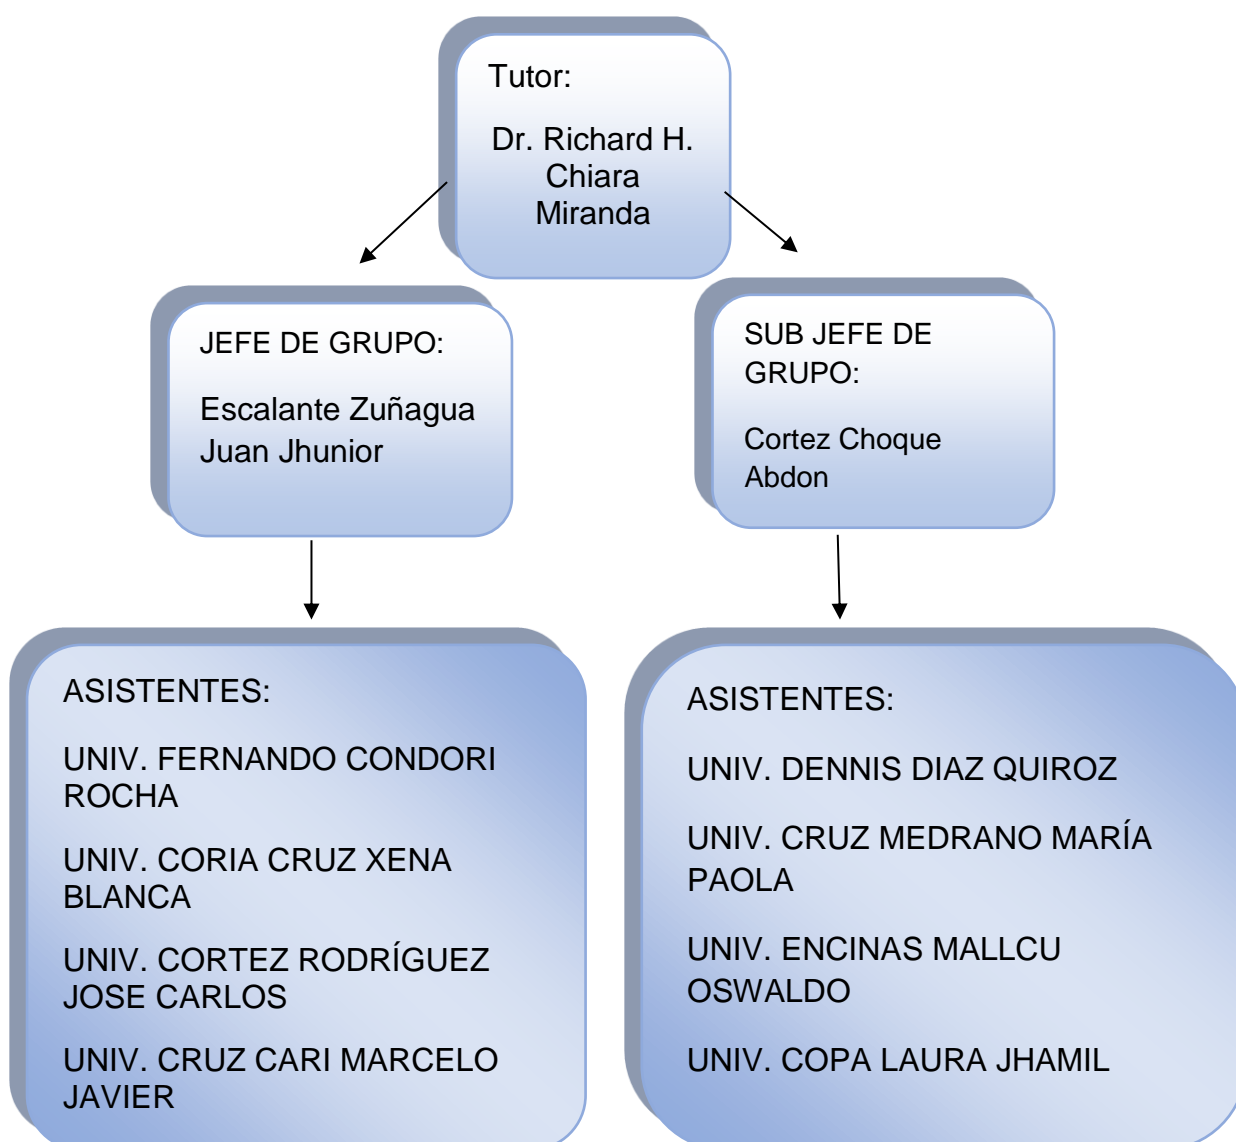 Tutor:
Dr. Richard H.
Chiara
Miranda
JEFE DE GRUPO:
Escalante Zuñagua
Juan Jhunior
SUB JEFE DE
GRUPO:
Cortez Choque
Abdon
ASISTENTES:
UNIV. FERNANDO CONDORI
ROCHA
UNIV. CORIA CRUZ XENA
BLANCA
UNIV. CORTEZ RODRÍGUEZ
JOSE CARLOS
UNIV. CRUZ CARI MARCELO
JAVIER
ASISTENTES:
UNIV. DENNIS DIAZ QUIROZ
UNIV. CRUZ MEDRANO MARÍA
PAOLA
UNIV. ENCINAS MALLCU
OSWALDO
UNIV. COPA LAURA JHAMIL